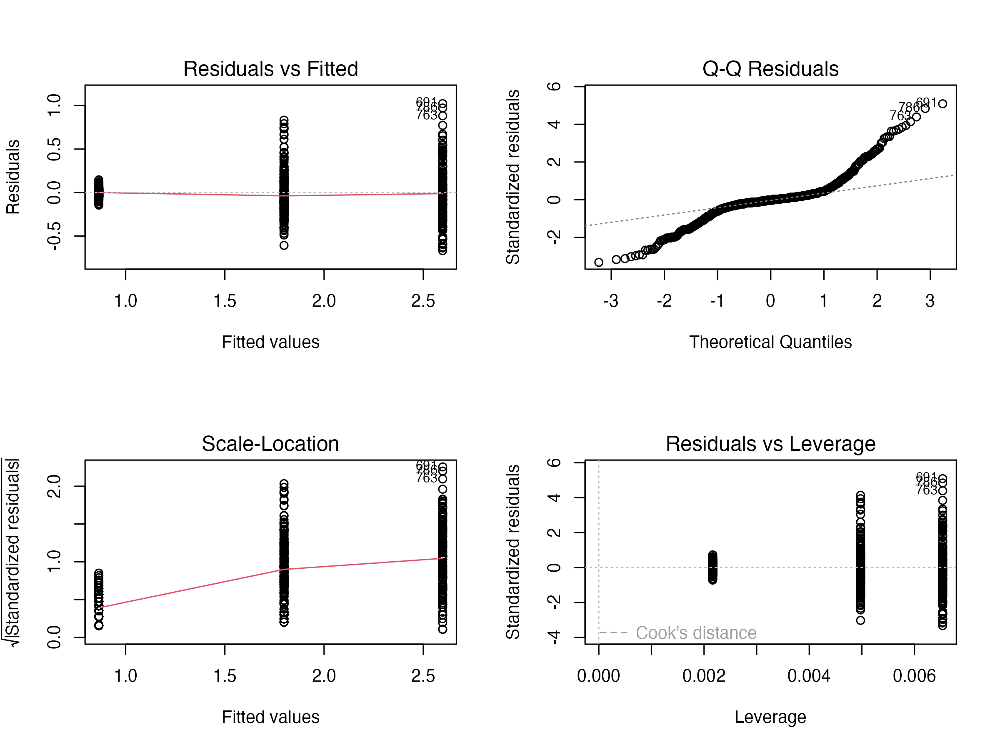 Residuals vs Fitted
Residuals
-0.5 0.0 0.5 1.0
691
786
763
1.0 1.5 2.0 2.5
Fitted values
Q-Q Residuals
Standardized residuals
-2 0 2 4 6
691
786
763
-3 -2 -1 0 1 2 3
Theoretical Quantiles
Scale-Location
√|Standardized residuals|
0.0 1.0 2.0
691
786
763
1.0 1.5 2.0 2.5
Fitted values
Residuals vs Leverage
Standardized residuals
-4 -2 0 2 4 6
691
786
763
Cook's distance
0.000 0.002 0.004 0.006
Leverage